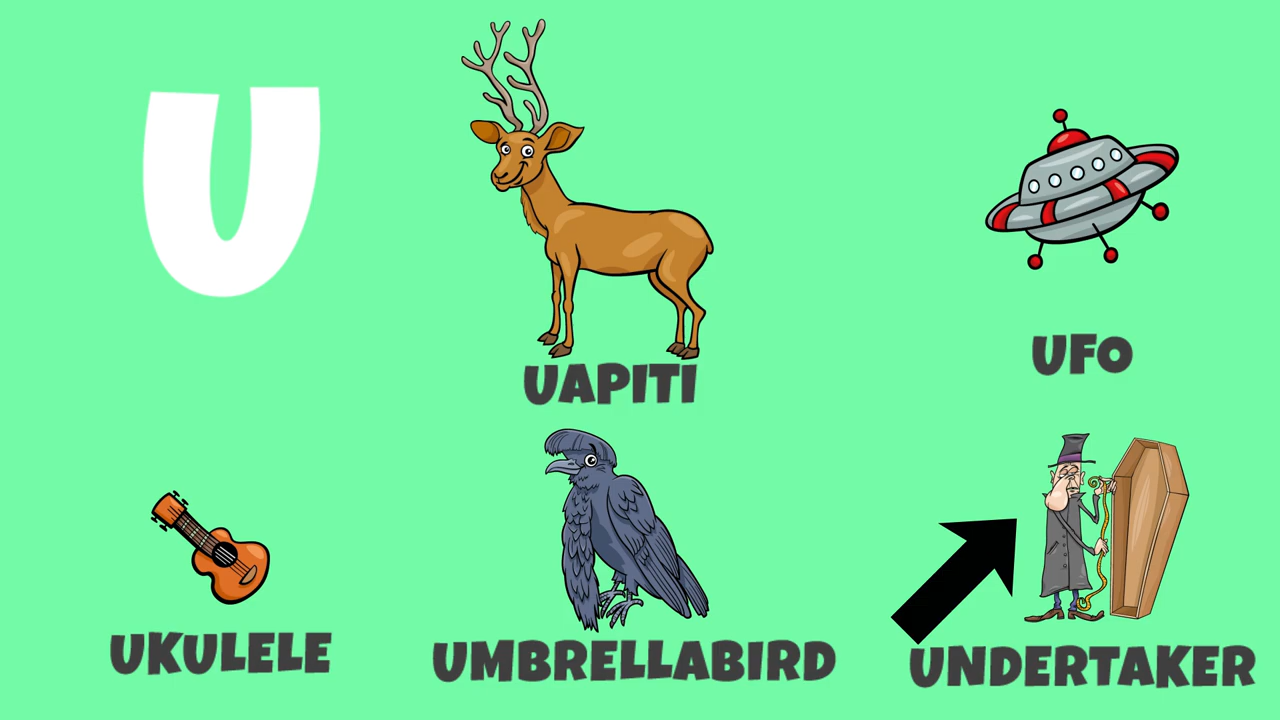 U
UAPITI
UFO
UKULELE
UMBRELLABIRD
UNDERTAKER